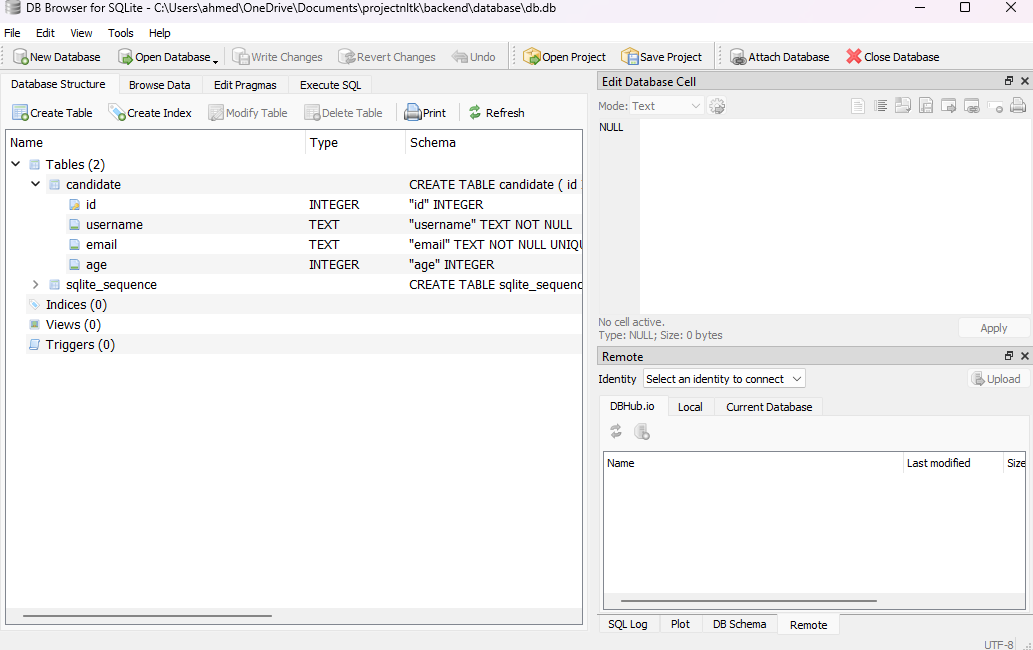 DB Browser for SQLite - C:\Users\ahmed\OneDrive\Documents\projectnltk\backend\database\db.db
File Edit View Tools Help
New Database Open Database Write Changes Revert Changes Undo Open Project Save Project Attach Database Close Database
Database Structure Browse Data Edit Pragmas Execute SQL
Create Table Create Index Modify Table Delete Table Print Refresh
Name Type Schema
Tables (2)
candidate CREATE TABLE candidate ( id
id INTEGER "id" INTEGER
username TEXT "username" TEXT NOT NULL
email TEXT "email" TEXT NOT NULL UNIQU
age INTEGER "age" INTEGER
sqlite_sequence CREATE TABLE sqlite_sequenc
Indices (0)
Views (0)
Triggers (0)
Edit Database Cell
Mode: Text
NULL
No cell active.
Type: NULL; Size: 0 bytes
Apply
Remote
Identity Select an identity to connect Upload
DBHub.io Local Current Database
Name Last modified Size
SQL Log Plot DB Schema Remote
UTF-8